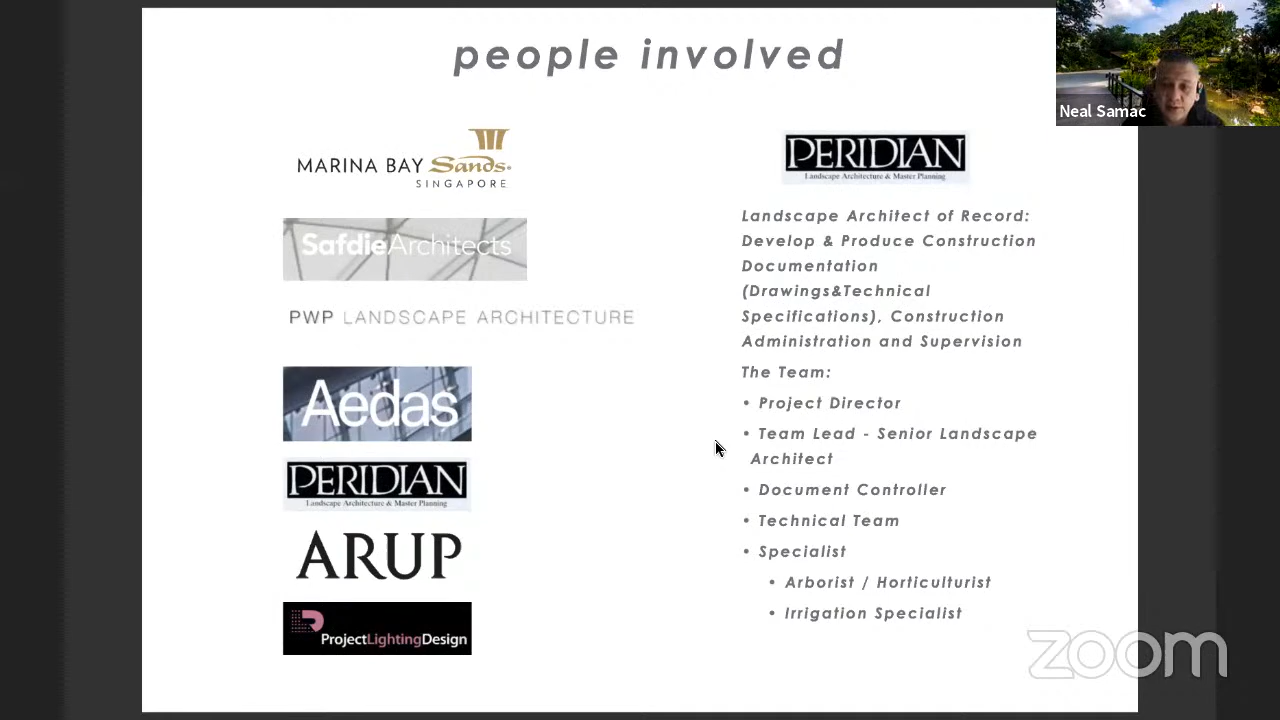 people involved
Neal Samac
MARINA BAY Sands
SINGAPORE
SafdieArchitects
PWP LANDSCAPE ARCHITECTURE
Aedas
PERIDIAN
Landscape Architecture & Master Planning
ARUP
ProjectLightingDesign
PERIDIAN
Landscape Architecture & Master Planning
Landscape Architect of Record:
Develop & Produce Construction
Documentation
(Drawings&Technical
Specifications), Construction
Administration and Supervision
The Team:
• Project Director
• Team Lead - Senior Landscape
Architect
• Document Controller
• Technical Team
• Specialist
• Arborist / Horticulturist
• Irrigation Specialist
zoom